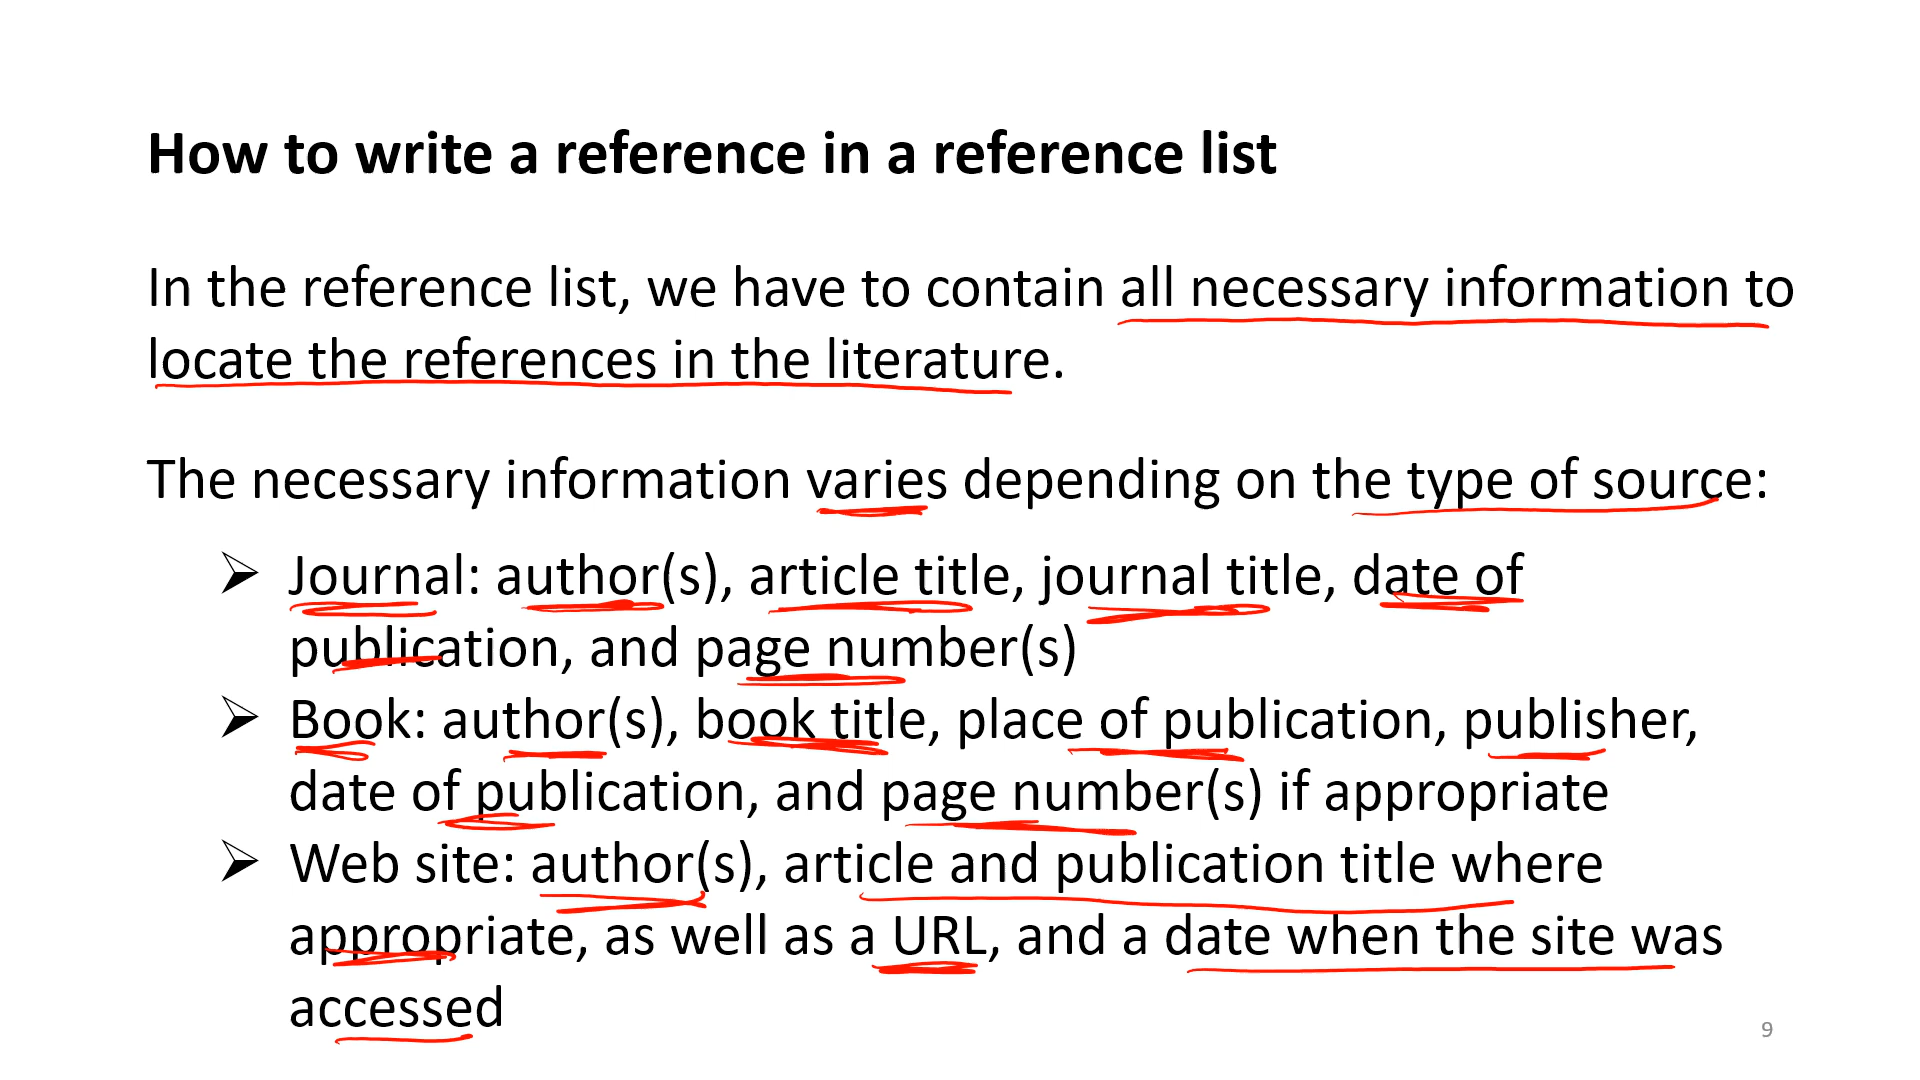 How to write a reference in a reference list
In the reference list, we have to contain all necessary information to
locate the references in the literature.
The necessary information varies depending on the type of source:
➢ Journal: author(s), article title, journal title, date of
publication, and page number(s)
➢ Book: author(s), book title, place of publication, publisher,
date of publication, and page number(s) if appropriate
➢ Web site: author(s), article and publication title where
appropriate, as well as a URL, and a date when the site was
accessed
9